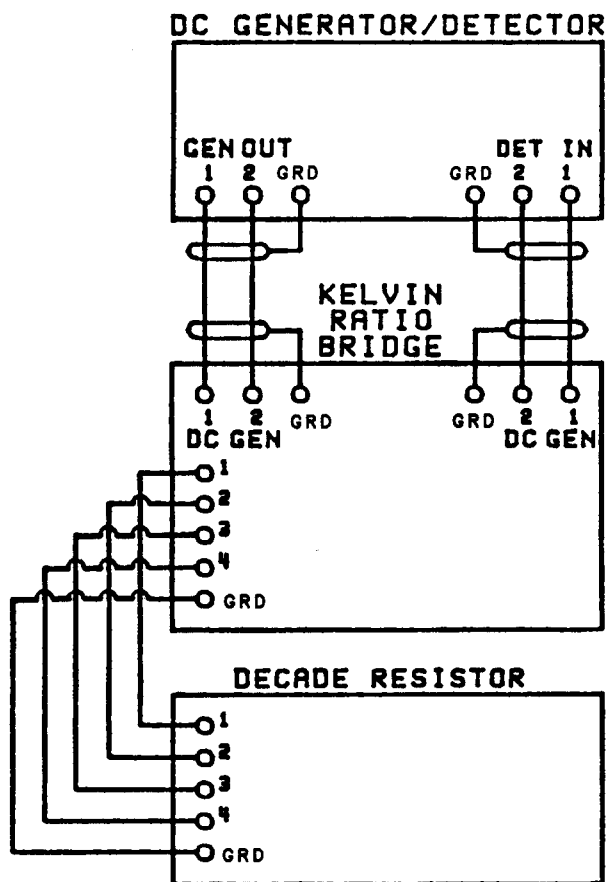 DC GENERATOR/DETECTOR
GEN OUT DET IN
1 2 GRD GRD 2 1
KELVIN
RATIO
BRIDGE
1 2 GRD GRD 2 1
DC GEN DC GEN
1
2
3
4
GRD
DECADE RESISTOR
1
2
3
4
GRD